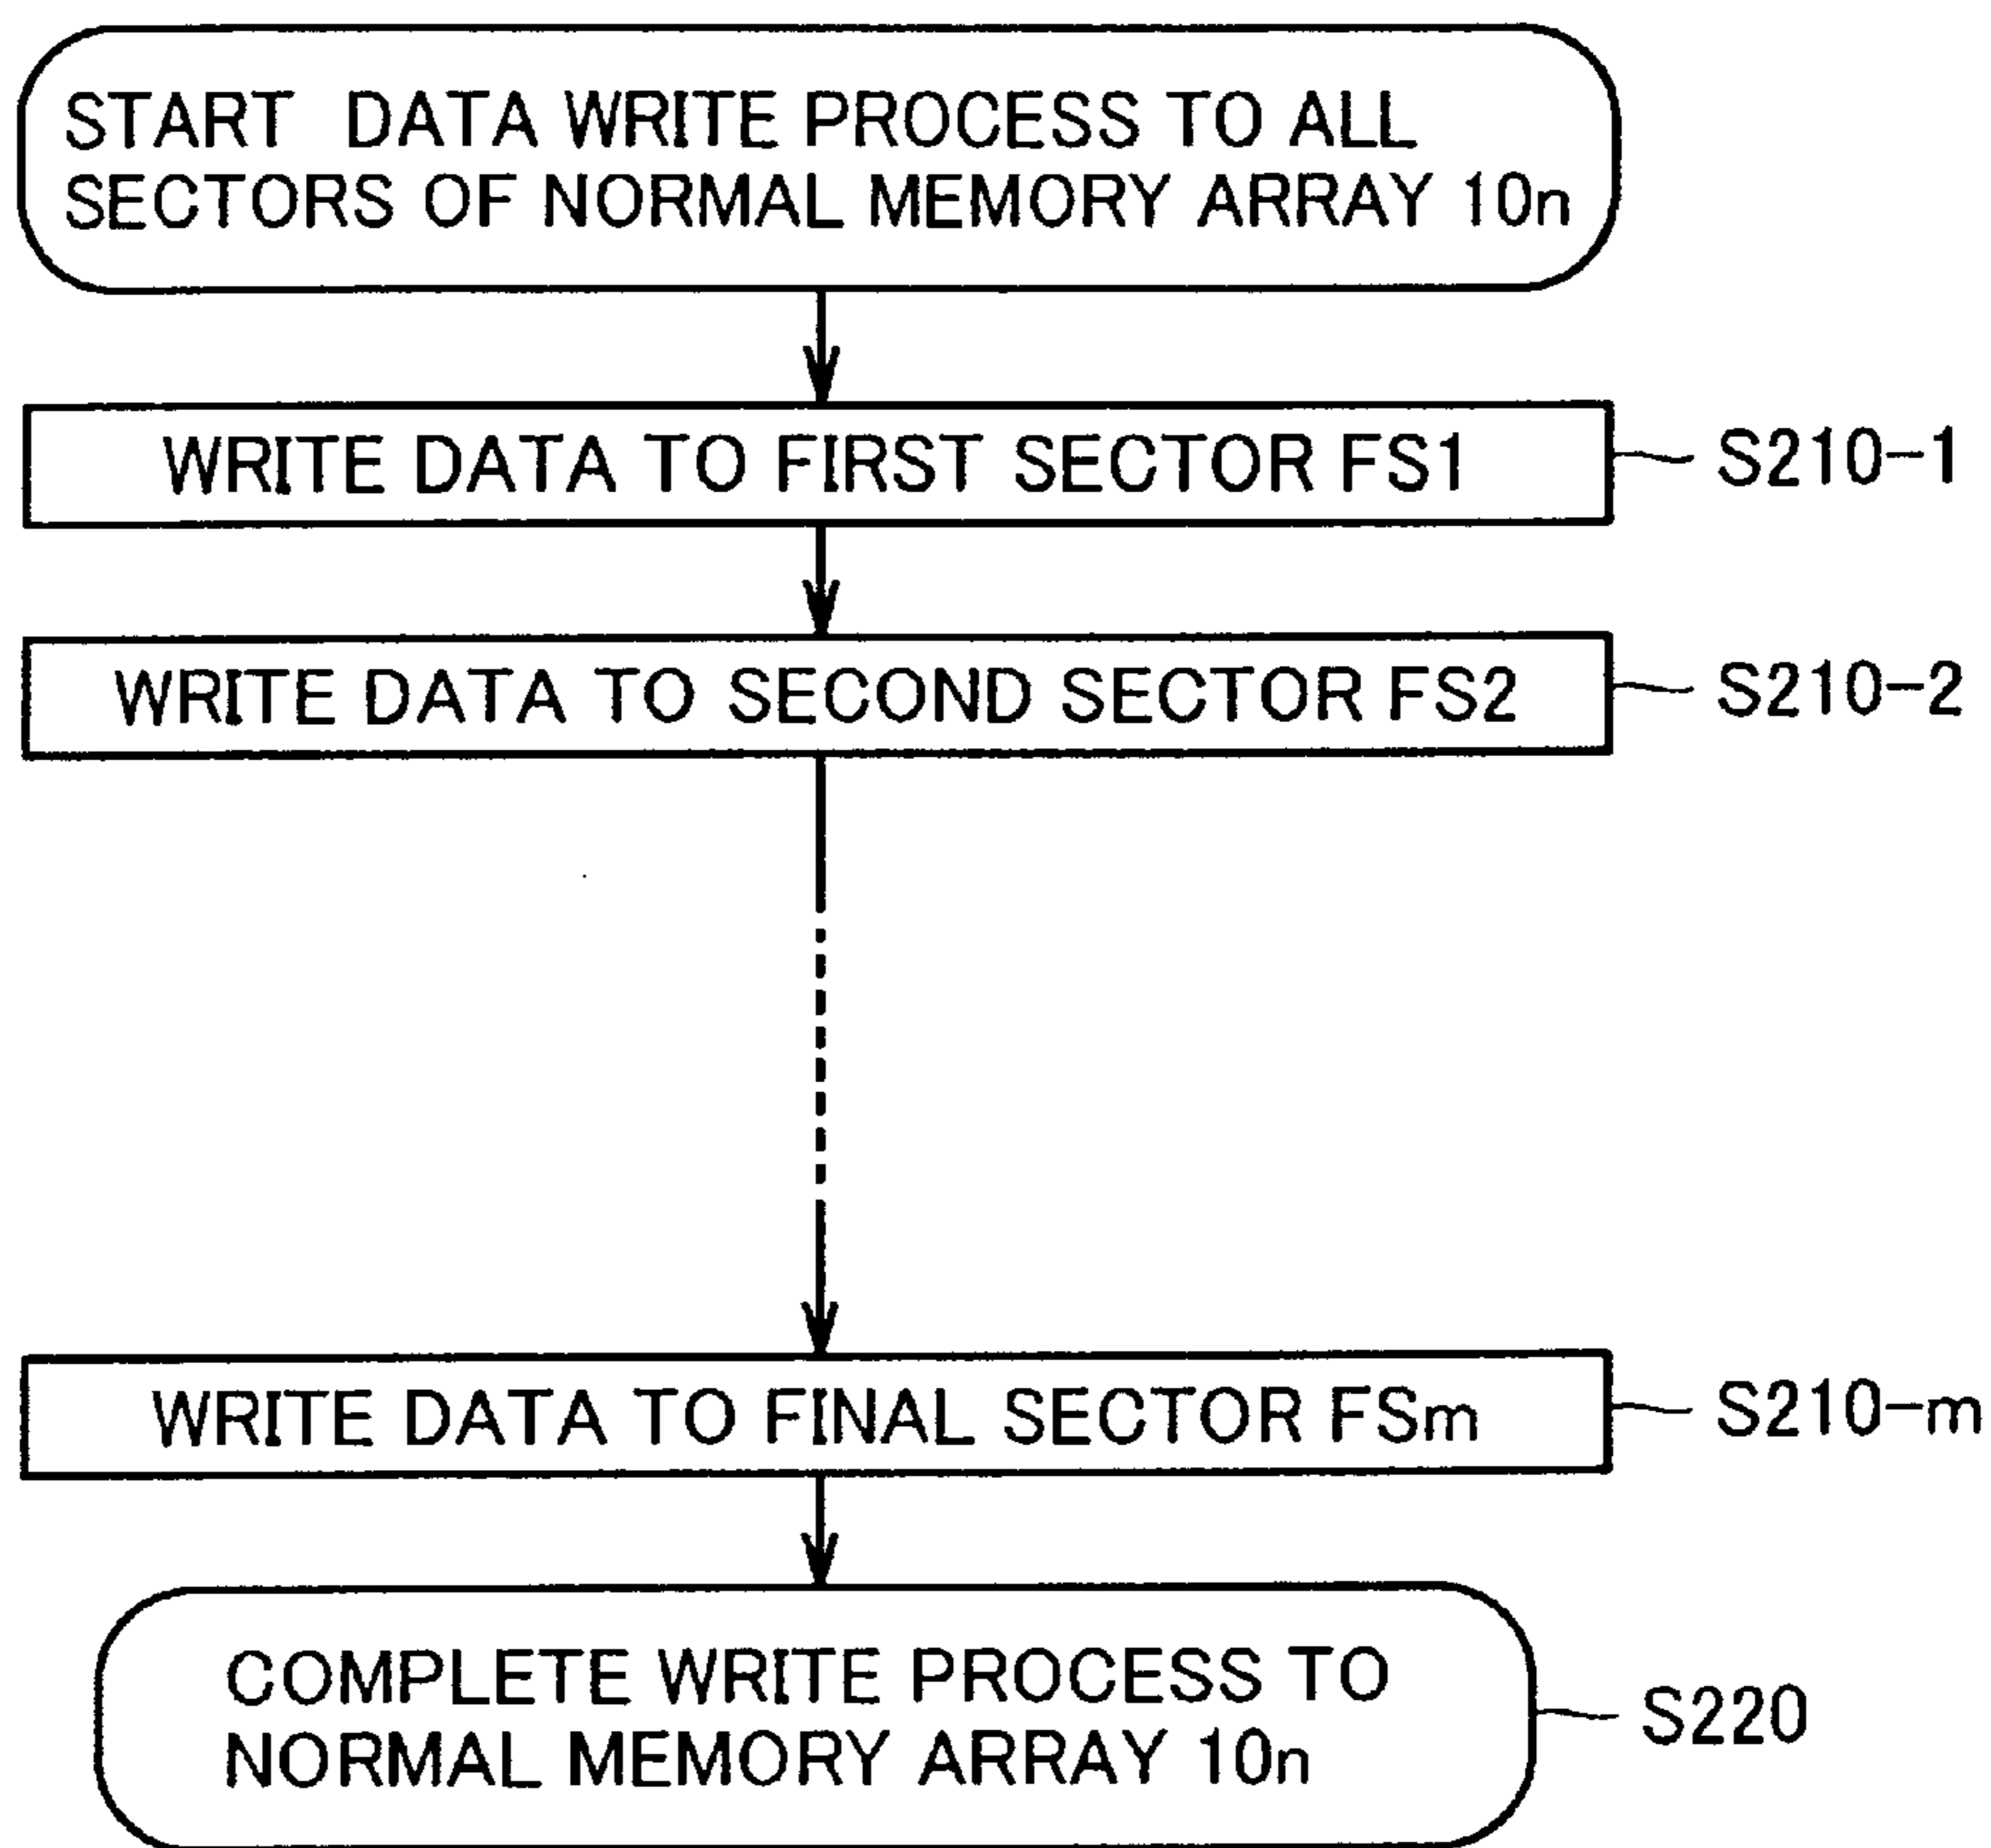 START DATA WRITE PROCESS TO ALL
SECTORS OF NORMAL MEMORY ARRAY 10n
WRITE DATA TO FIRST SECTOR FS1
S210-1
WRITE DATA TO SECOND SECTOR FS2
S210-2
WRITE DATA TO FINAL SECTOR FSm
S210-m
COMPLETE WRITE PROCESS TO
NORMAL MEMORY ARRAY 10n
S220